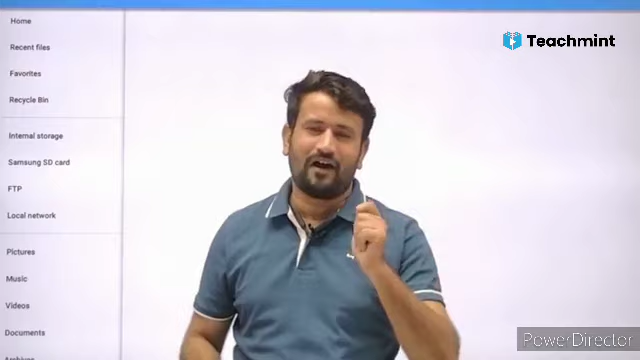 Home
Teachmint
Recent files
Favorites
Recycle Bin
Internal storage
Samsung SD card
FTP
Local network
Pictures
Music
Videos
Documents
Archives
PowerDirector